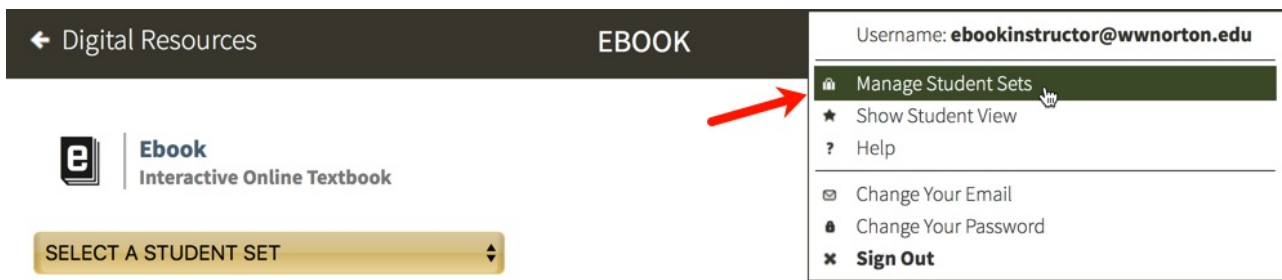 ← Digital Resources
EBOOK
e
Ebook
Interactive Online Textbook
SELECT A STUDENT SET
Username: ebookinstructor@wwnorton.edu
Manage Student Sets
Show Student View
? Help
Change Your Email
Change Your Password
× Sign Out